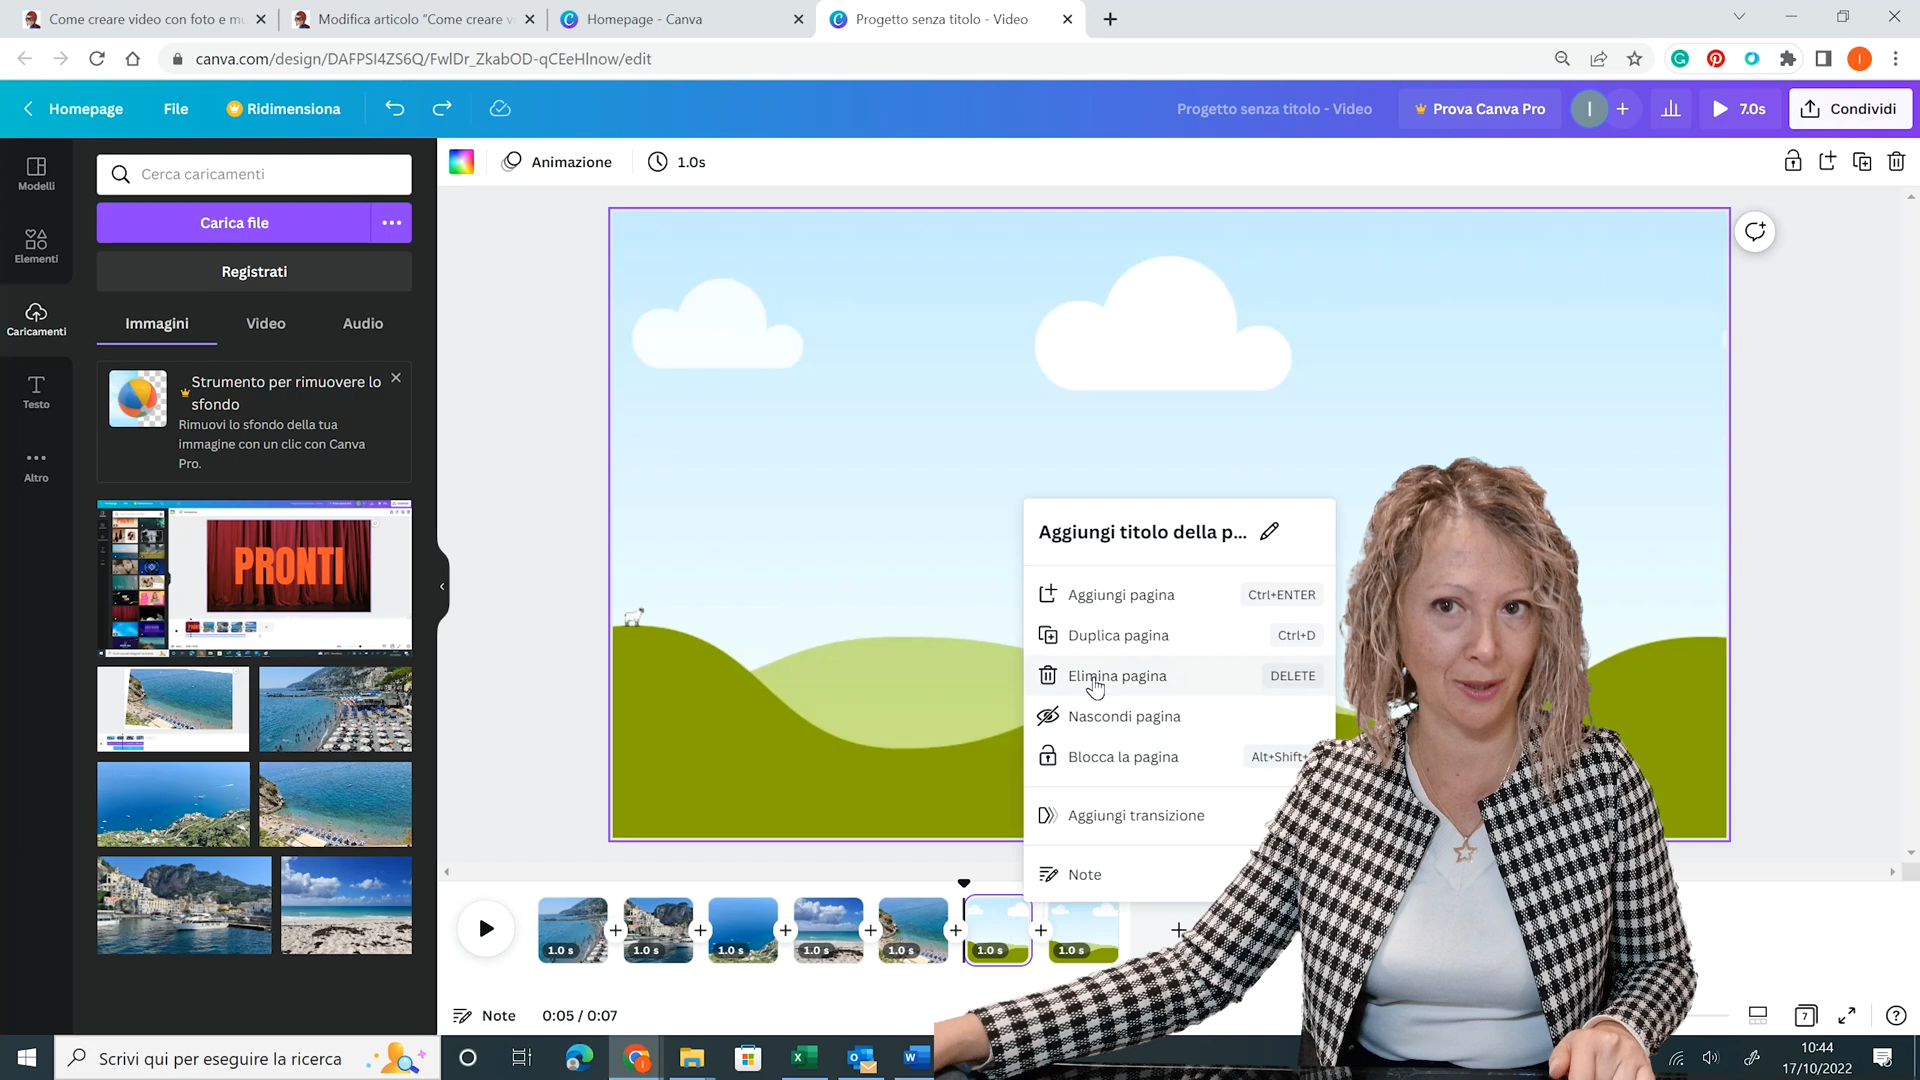 Come creare video con foto e mu
Modifica articolo "Come creare v
Homepage - Canva
Progetto senza titolo - Video
canva.com/design/DAFPSI4ZS6Q/FwlDr_ZkabOD-qCEeHlnow/edit
Homepage
File
Ridimensiona
Progetto senza titolo - Video
Prova Canva Pro
I
7.0s
Condividi
Modelli
Elementi
Caricamenti
Testo
Altro
Cerca caricamenti
Carica file
Registrati
Immagini
Video
Audio
Strumento per rimuovere lo
sfondo
Rimuovi lo sfondo della tua
immagine con un clic con Canva
Pro.
PRONTI
Animazione
1.0s
Aggiungi titolo della p...
Aggiungi pagina
Ctrl+ENTER
Duplica pagina
Ctrl+D
Elimina pagina
DELETE
Nascondi pagina
Blocca la pagina
Alt+Shift+
Aggiungi transizione
Note
1.0 s
1.0 s
1.0 s
1.0 s
1.0 s
1.0 s
1.0 s
Note
0:05 / 0:07
7
Scrivi qui per eseguire la ricerca
10:44
17/10/2022